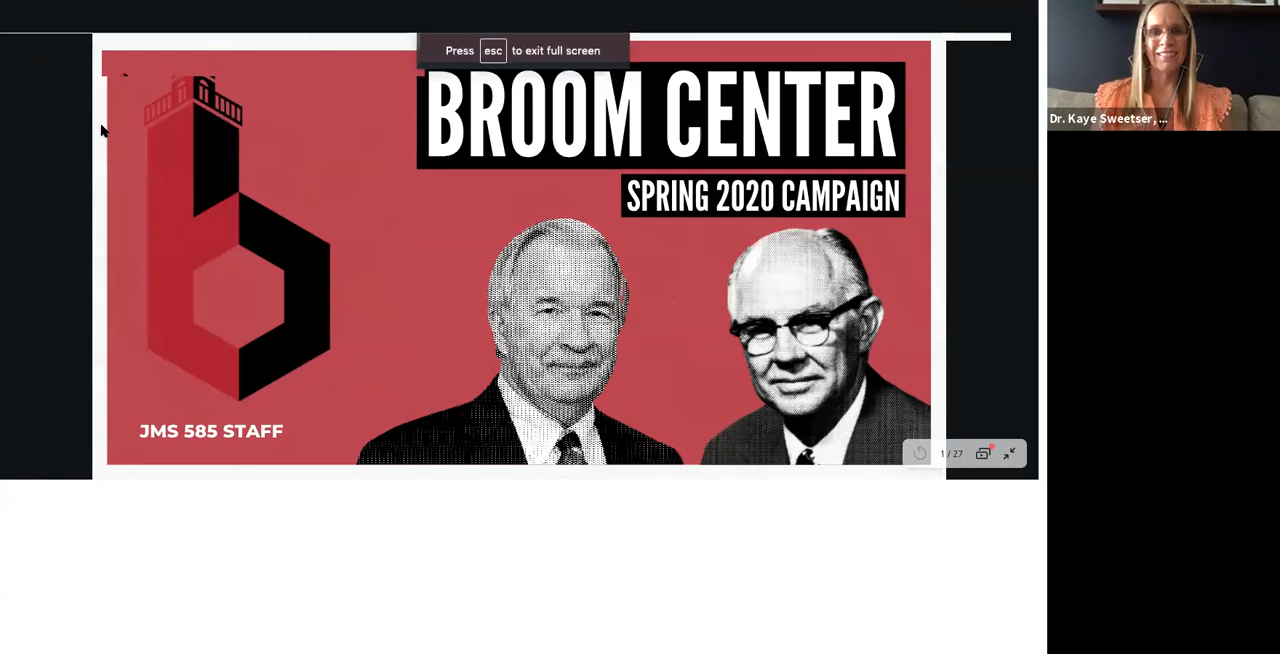 Press esc to exit full screen
BROOM CENTER
SPRING 2020 CAMPAIGN
JMS 585 STAFF
1 / 27
Dr. Kaye Sweetser, ...